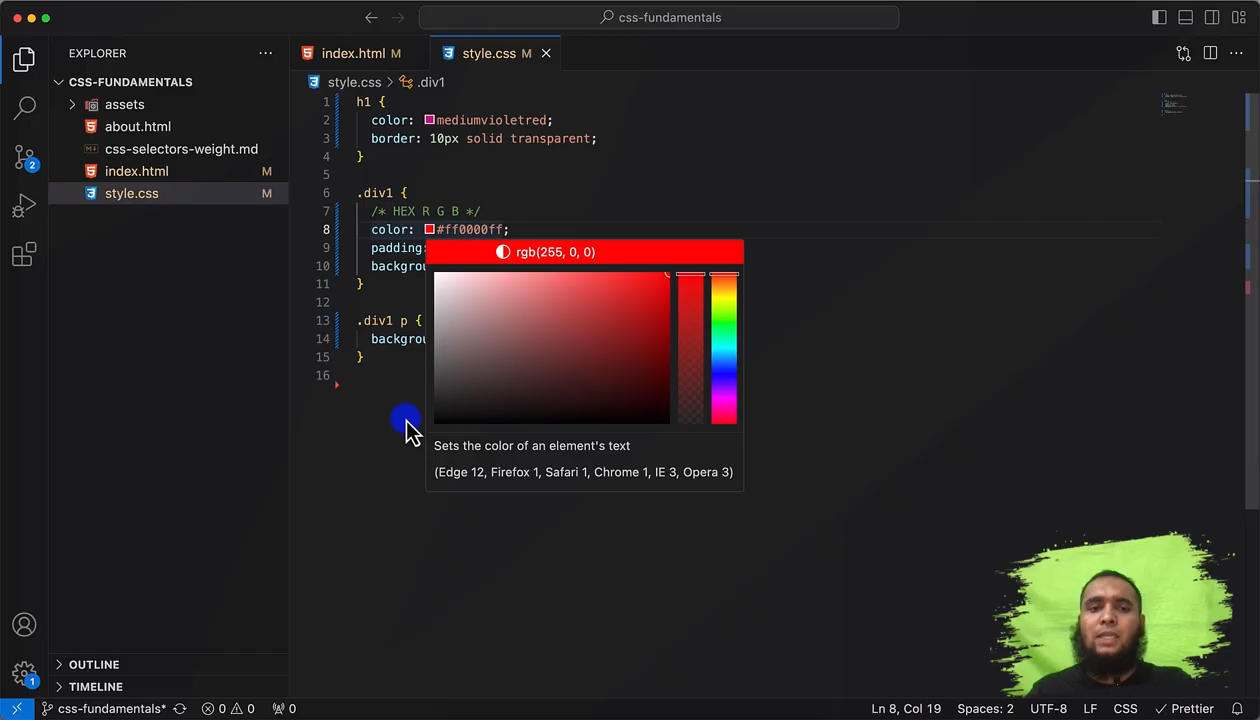 css-fundamentals
EXPLORER
index.html M
style.css M
CSS-FUNDAMENTALS
style.css > .div1
assets
about.html
css-selectors-weight.md
index.html M
style.css M
1 h1 {
2 color: mediumvioletred;
3 border: 10px solid transparent;
4 }
5
6 .div1 {
7 /* HEX R G B */
8 color: #ff0000ff;
9 padding:
10 backgrou
11 }
12
13 .div1 p {
14 backgrou
15 }
16
rgb(255, 0, 0)
Sets the color of an element's text
(Edge 12, Firefox 1, Safari 1, Chrome 1, IE 3, Opera 3)
2
1
OUTLINE
TIMELINE
css-fundamentals* 0 0 0 Ln 8, Col 19 Spaces: 2 UTF-8 LF CSS Prettier